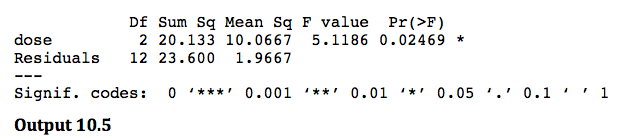 Df Sum Sq Mean Sq F value  Pr(>F)
dose         2 20.133 10.0667  5.1186 0.02469 *
Residuals   12 23.600  1.9667
---
Signif. codes:  0 ‘***’ 0.001 ‘**’ 0.01 ‘*’ 0.05 ‘.’ 0.1 ‘ ’ 1
Output 10.5